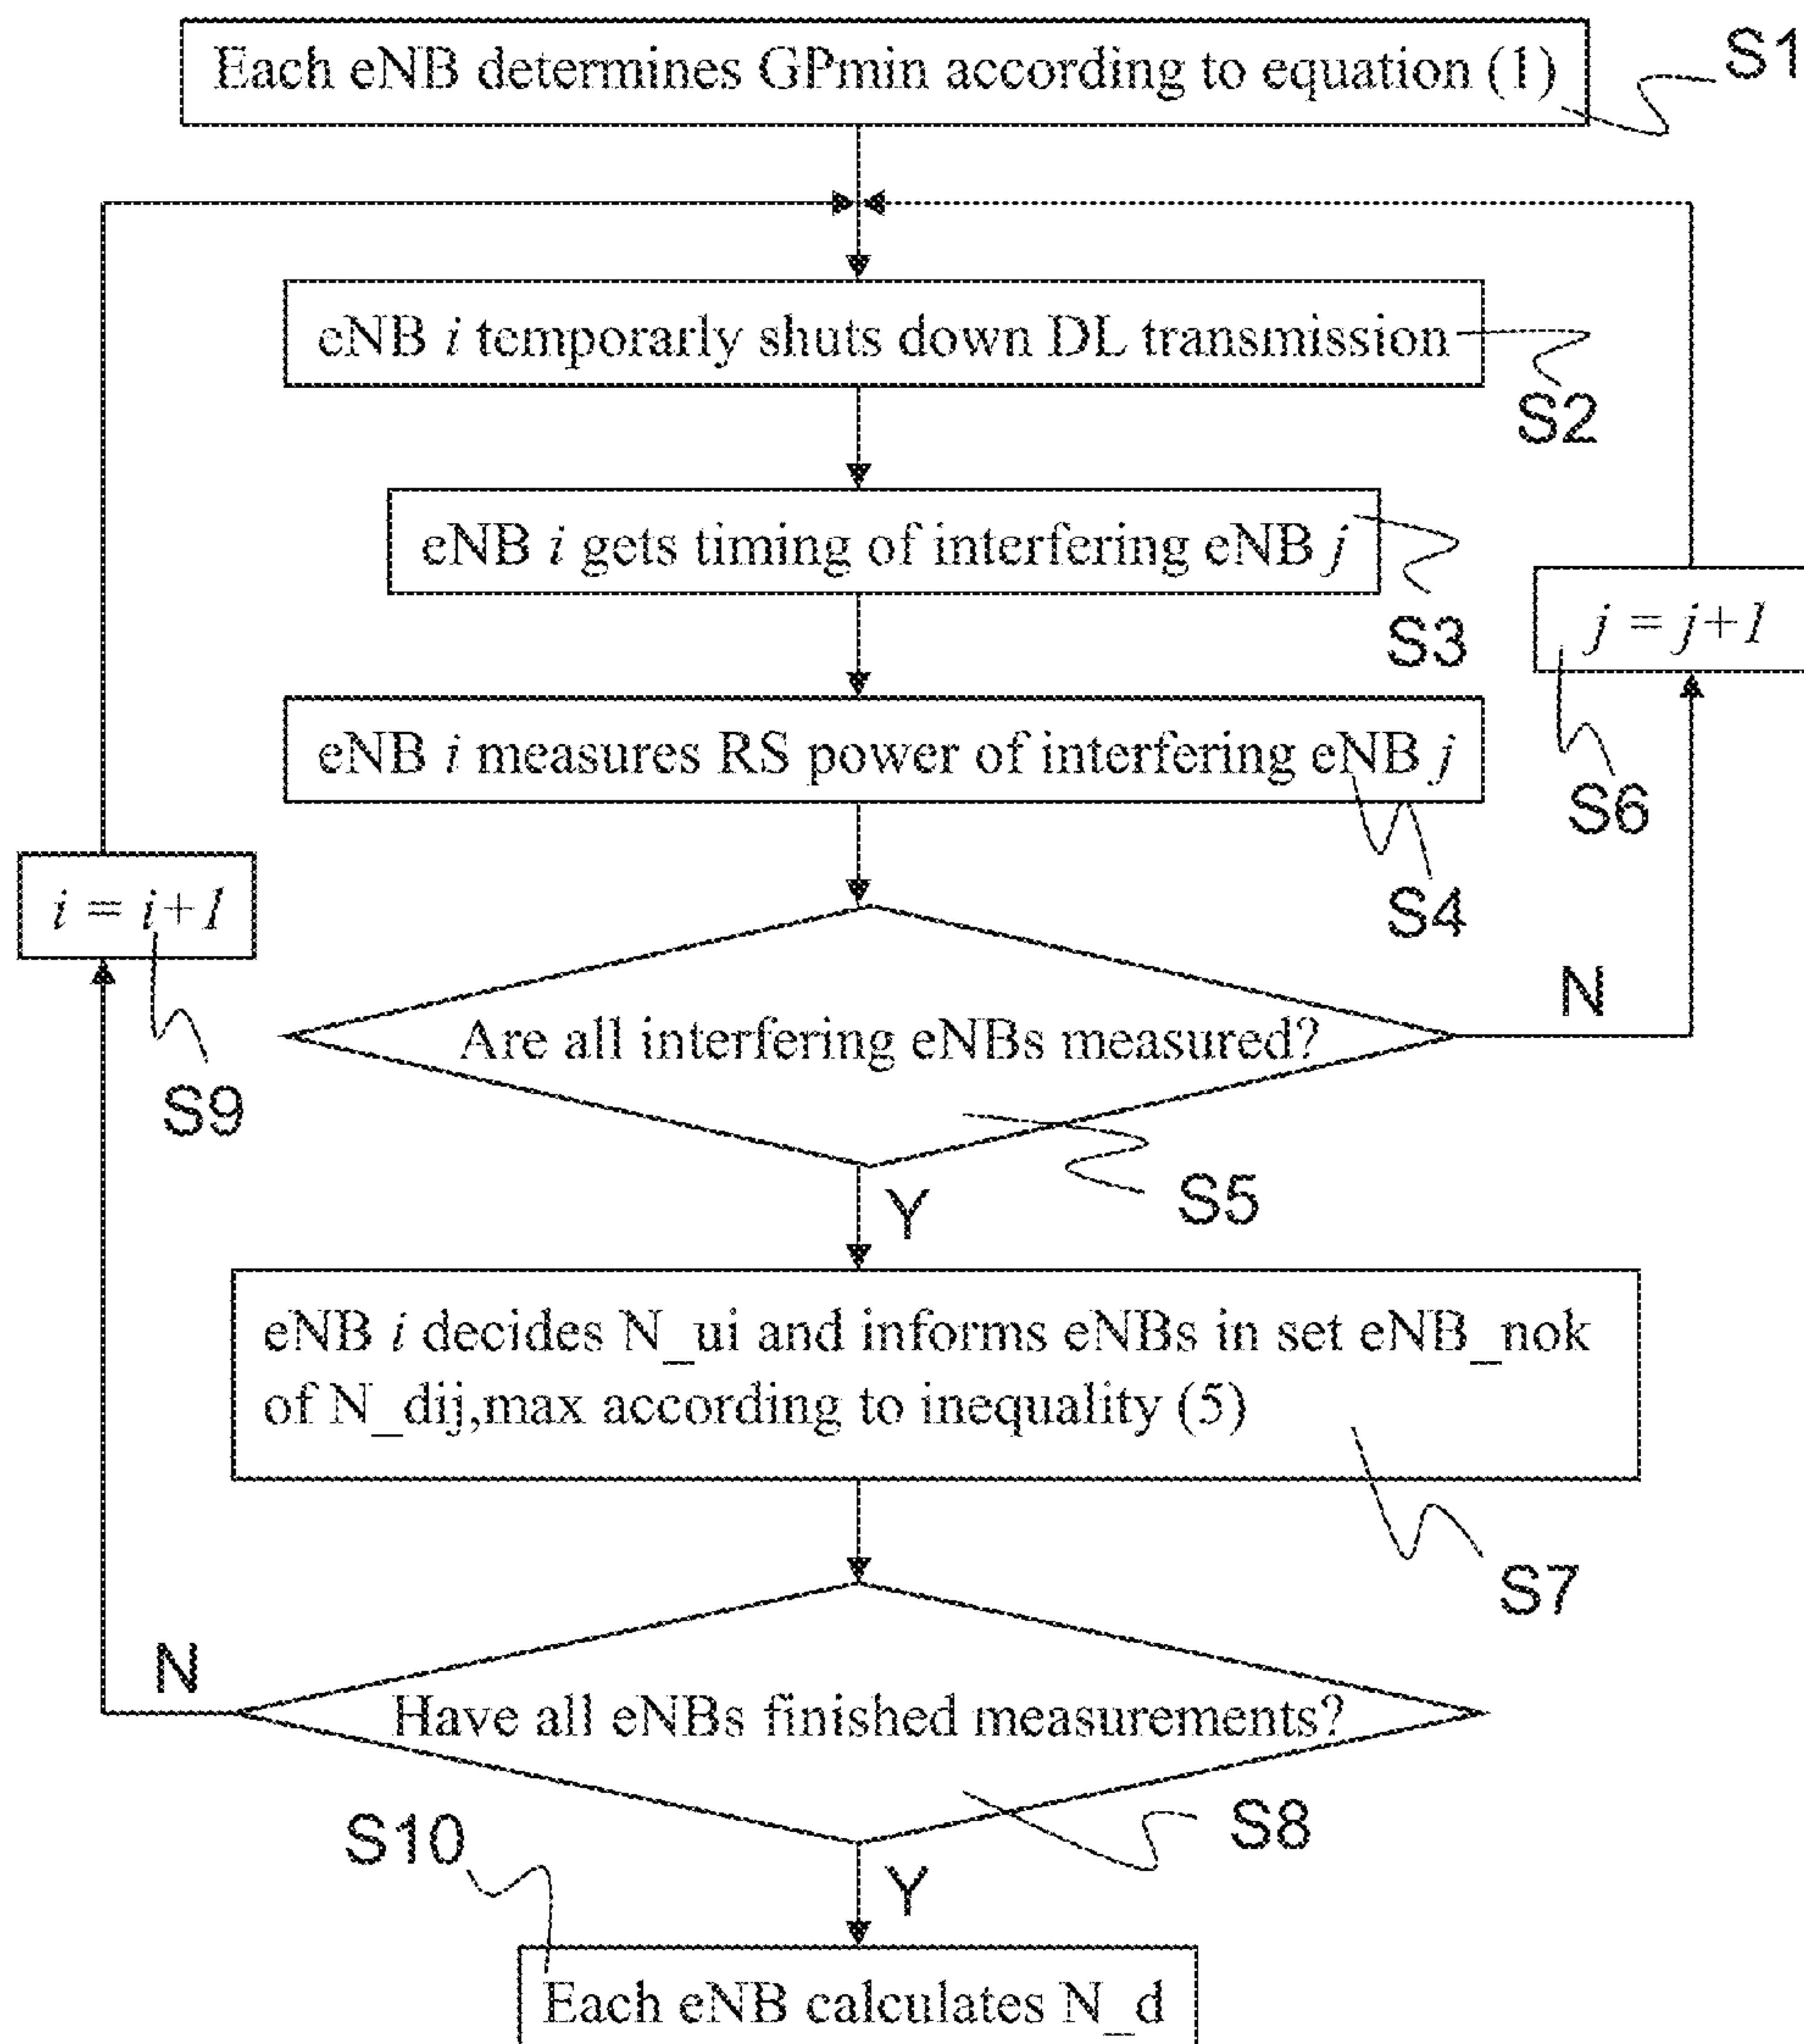 Each eNB determines GPmin according to equation (1)
S1
eNB i temporarly shuts down DL transmission
S2
eNB i gets timing of interfering eNB j
S3
j = j+1
S6
eNB i measures RS power of interfering eNB j
S4
i = i+1
S9
Are all interfering eNBs measured?
N
S5
Y
eNB i decides N_ui and informs eNBs in set eNB_nok
of N_dij,max according to inequality (5)
S7
N
Have all eNBs finished measurements?
S8
S10
Y
Each eNB calculates N_d